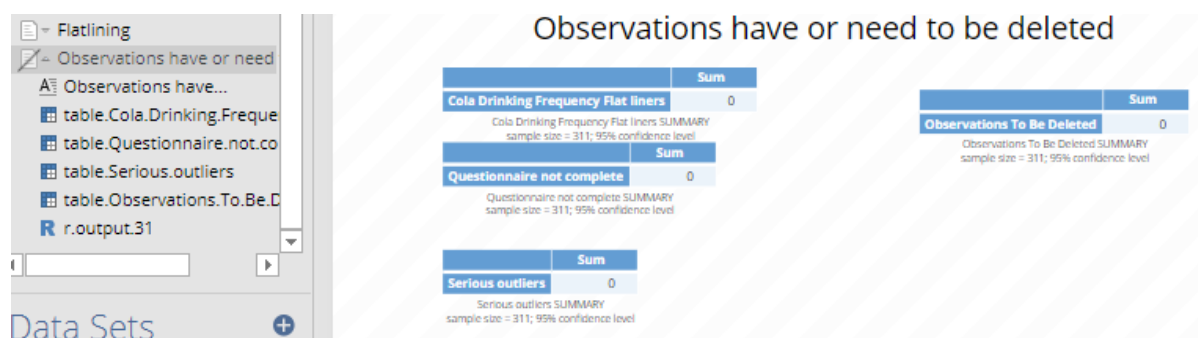 Flatlining
Observations have or need
Observations have...
table.Cola.Drinking.Freque
table.Questionnaire.not.co
table.Serious.outliers
table.Observations.To.Be.D
R r.output.31
Data Sets
Observations have or need to be deleted
Sum
Cola Drinking Frequency Flat liners 0
Cola Drinking Frequency Flat liners SUMMARY
sample size = 311; 95% confidence level
Sum
Questionnaire not complete 0
Questionnaire not complete SUMMARY
sample size = 311; 95% confidence level
Sum
Serious outliers 0
Serious outliers SUMMARY
sample size = 311; 95% confidence level
Sum
Observations To Be Deleted 0
Observations To Be Deleted SUMMARY
sample size = 311; 95% confidence level